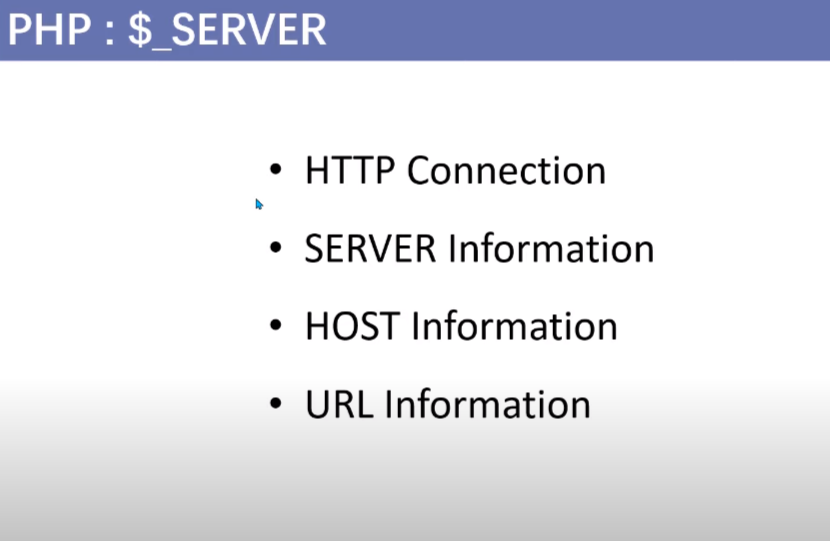 PHP : $_SERVER
• HTTP Connection
• SERVER Information
• HOST Information
• URL Information